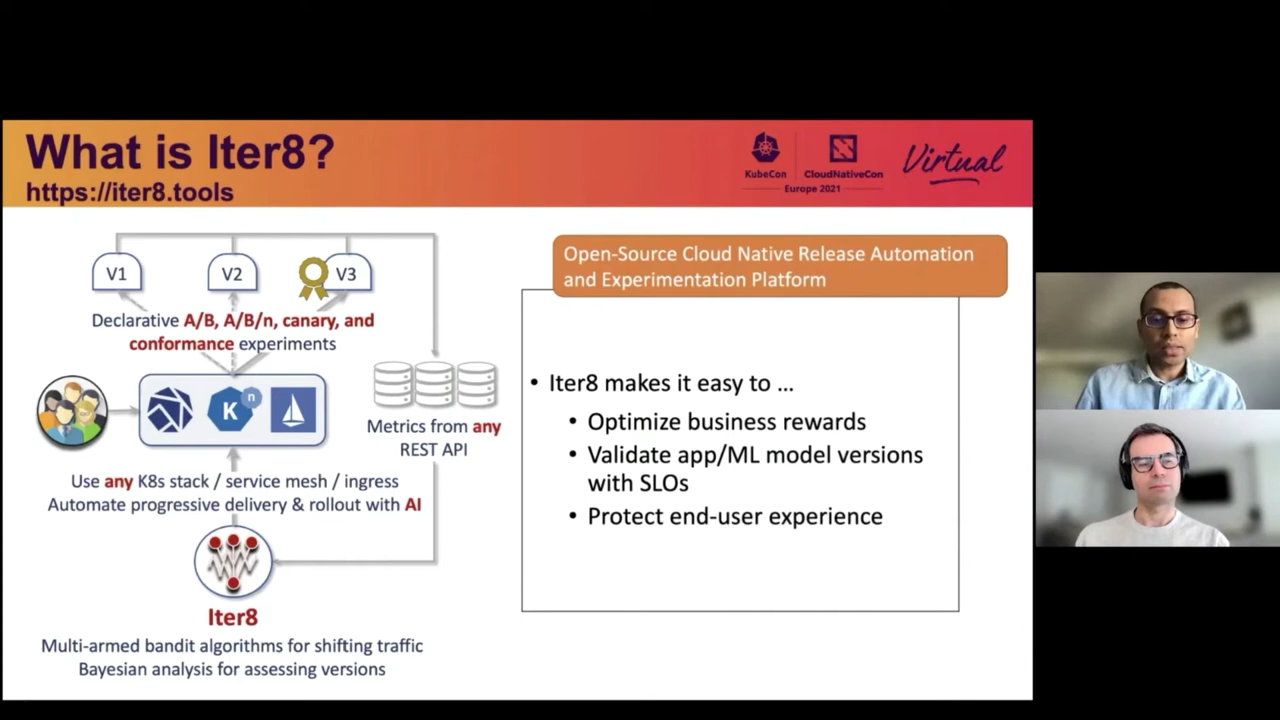 What is Iter8?
https://iter8.tools
KubeCon
CloudNativeCon
Europe 2021
Virtual
V1
V2
V3
Declarative A/B, A/B/n, canary, and
conformance experiments
K
n
Metrics from any
REST API
Use any K8s stack / service mesh / ingress
Automate progressive delivery & rollout with AI
Iter8
Multi-armed bandit algorithms for shifting traffic
Bayesian analysis for assessing versions
Open-Source Cloud Native Release Automation
and Experimentation Platform
• Iter8 makes it easy to …
• Optimize business rewards
• Validate app/ML model versions
with SLOs
• Protect end-user experience